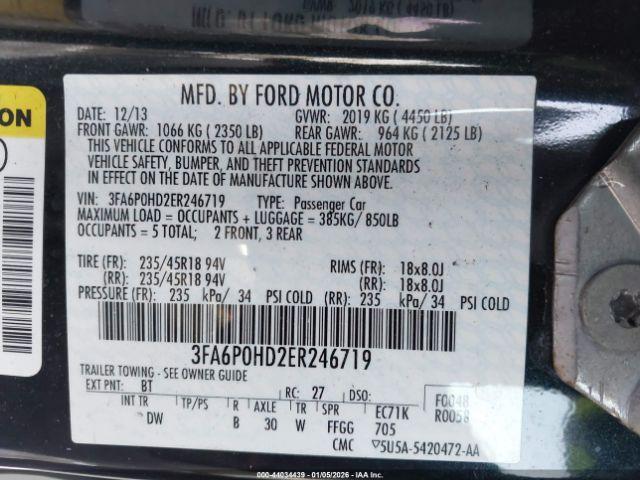 ION
MFD. BY FORD MOTOR CO.
DATE: 12/13 GVWR: 2019 KG ( 4450 LB)
FRONT GAWR: 1066 KG ( 2350 LB) REAR GAWR: 964 KG ( 2125 LB)
THIS VEHICLE CONFORMS TO ALL APPLICABLE FEDERAL MOTOR
VEHICLE SAFETY, BUMPER, AND THEFT PREVENTION STANDARDS
IN EFFECT ON THE DATE OF MANUFACTURE SHOWN ABOVE.
VIN: 3FA6P0HD2ER246719 TYPE: Passenger Car
MAXIMUM LOAD = OCCUPANTS + LUGGAGE = 385KG/ 850LB
OCCUPANTS = 5 TOTAL; 2 FRONT, 3 REAR
TIRE (FR): 235/45R18 94V RIMS (FR): 18x8.0J
(RR): 235/45R18 94V (RR): 18x8.0J
PRESSURE (FR): 235 kPa/ 34 PSI COLD (RR): 235 kPa/ 34 PSI COLD
3FA6P0HD2ER246719
TRAILER TOWING - SEE OWNER GUIDE
EXT PNT: BT RC: 27 DSO: F0048
R0058
INT TR TP/PS R AXLE TR SPR EC71K
DW B 30 W FFGG 705
CMC ▽5U5A-5420472-AA
000-44034439 | 01/05/2026 - © IAAI.COM